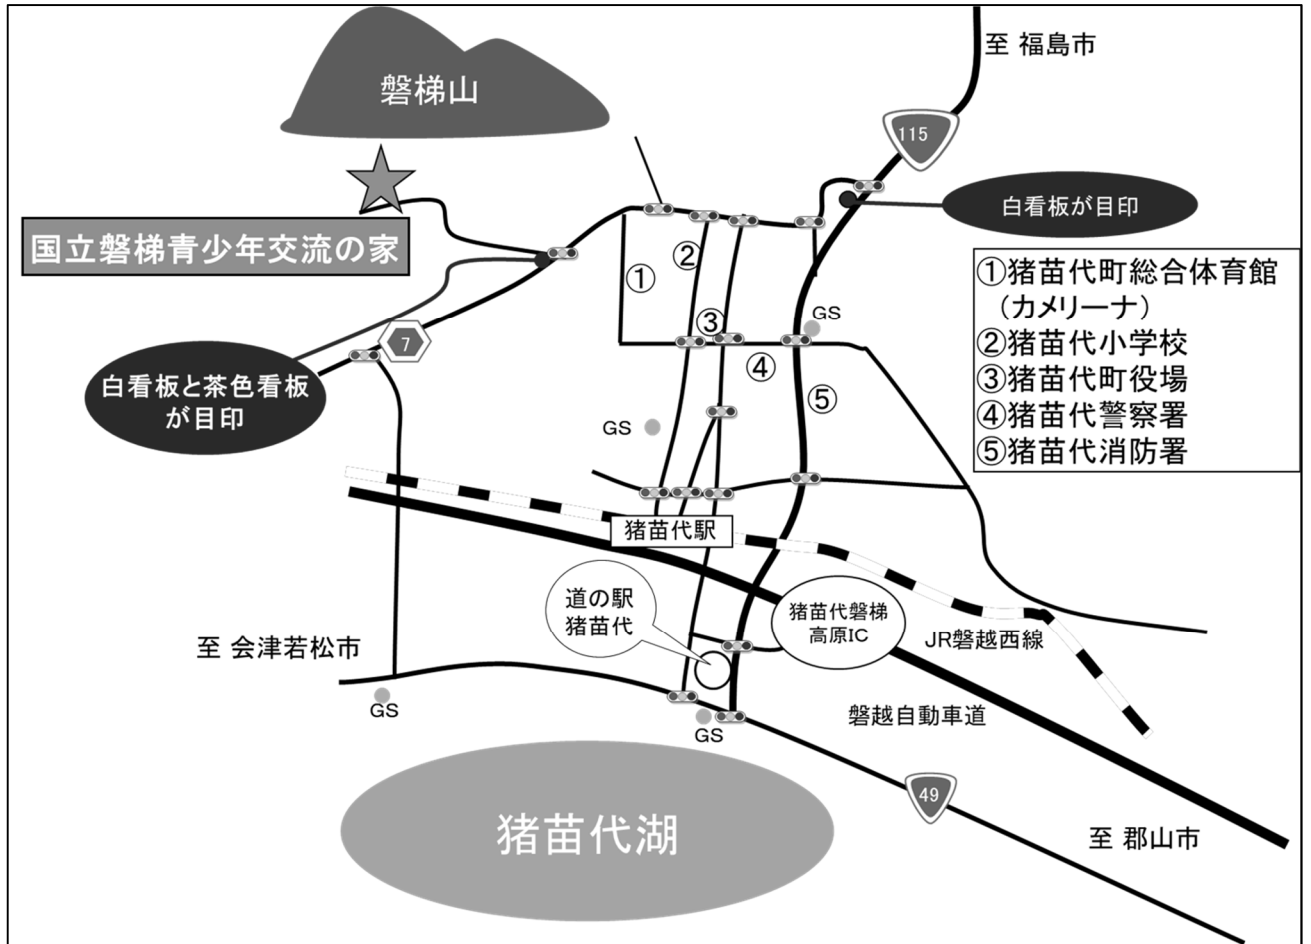 磐梯山
至 福島市
115
白看板が目印
国立磐梯青少年交流の家
①
②
③
④
⑤
GS
7
白看板と茶色看板
が目印
①猪苗代町総合体育館
（カメリーナ）
②猪苗代小学校
③猪苗代町役場
④猪苗代警察署
⑤猪苗代消防署
GS
猪苗代駅
道の駅
猪苗代
猪苗代磐梯
高原IC
JR磐越西線
至 会津若松市
GS
GS
磐越自動車道
49
猪苗代湖
至 郡山市